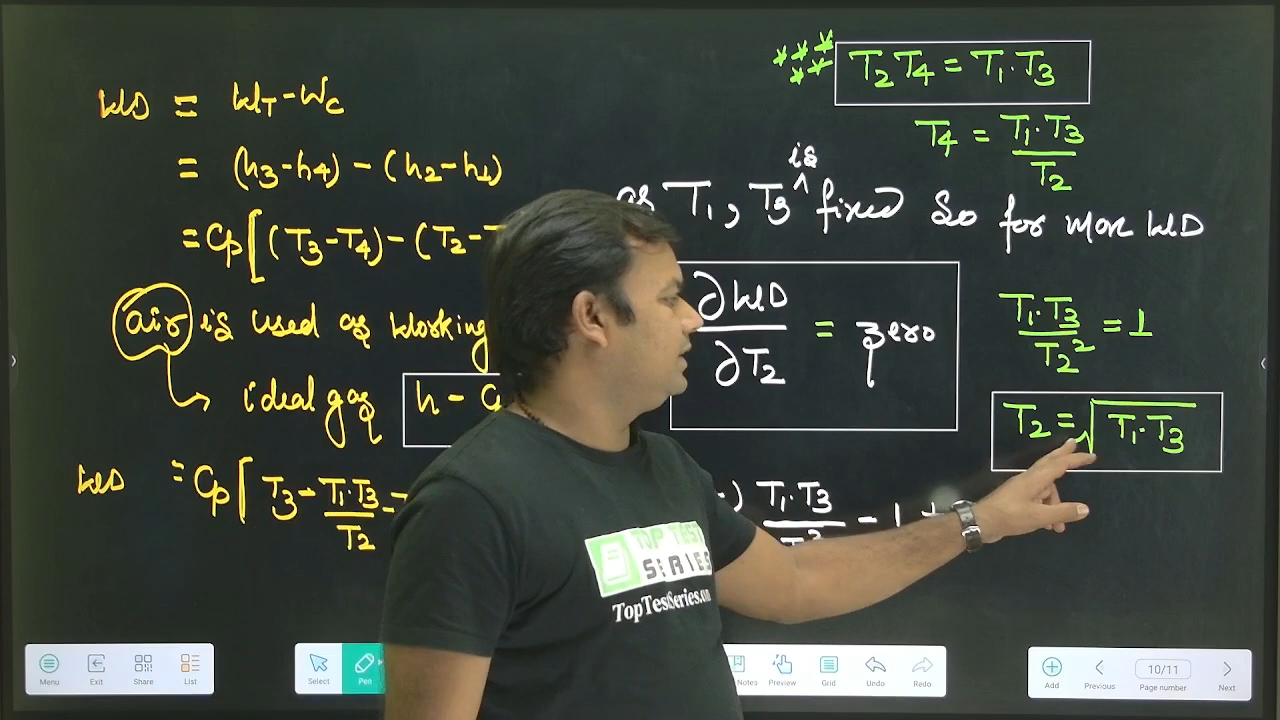 WD = WT - WC
= (h3 - h4) - (h2 - h1)
= Cp[(T3 - T4) - (T2 - T
air is used as working
ideal gas
h - C
WD = Cp[T3 - T1·T3/T2 -
T2 T4 = T1·T3
T4 = T1·T3/T2
as T1, T3 is fixed so for more WD
∂WD/∂T2 = zero
T1·T3/T2² = 1
T2 = √T1·T3
) T1·T3/T² - 1 +
TOP TEST
SERIES
TopTestSeries.
Menu
Exit
Share
List
Select
Pen
Notes
Preview
Grid
Undo
Redo
Add
Previous
10/11
Page number
Next